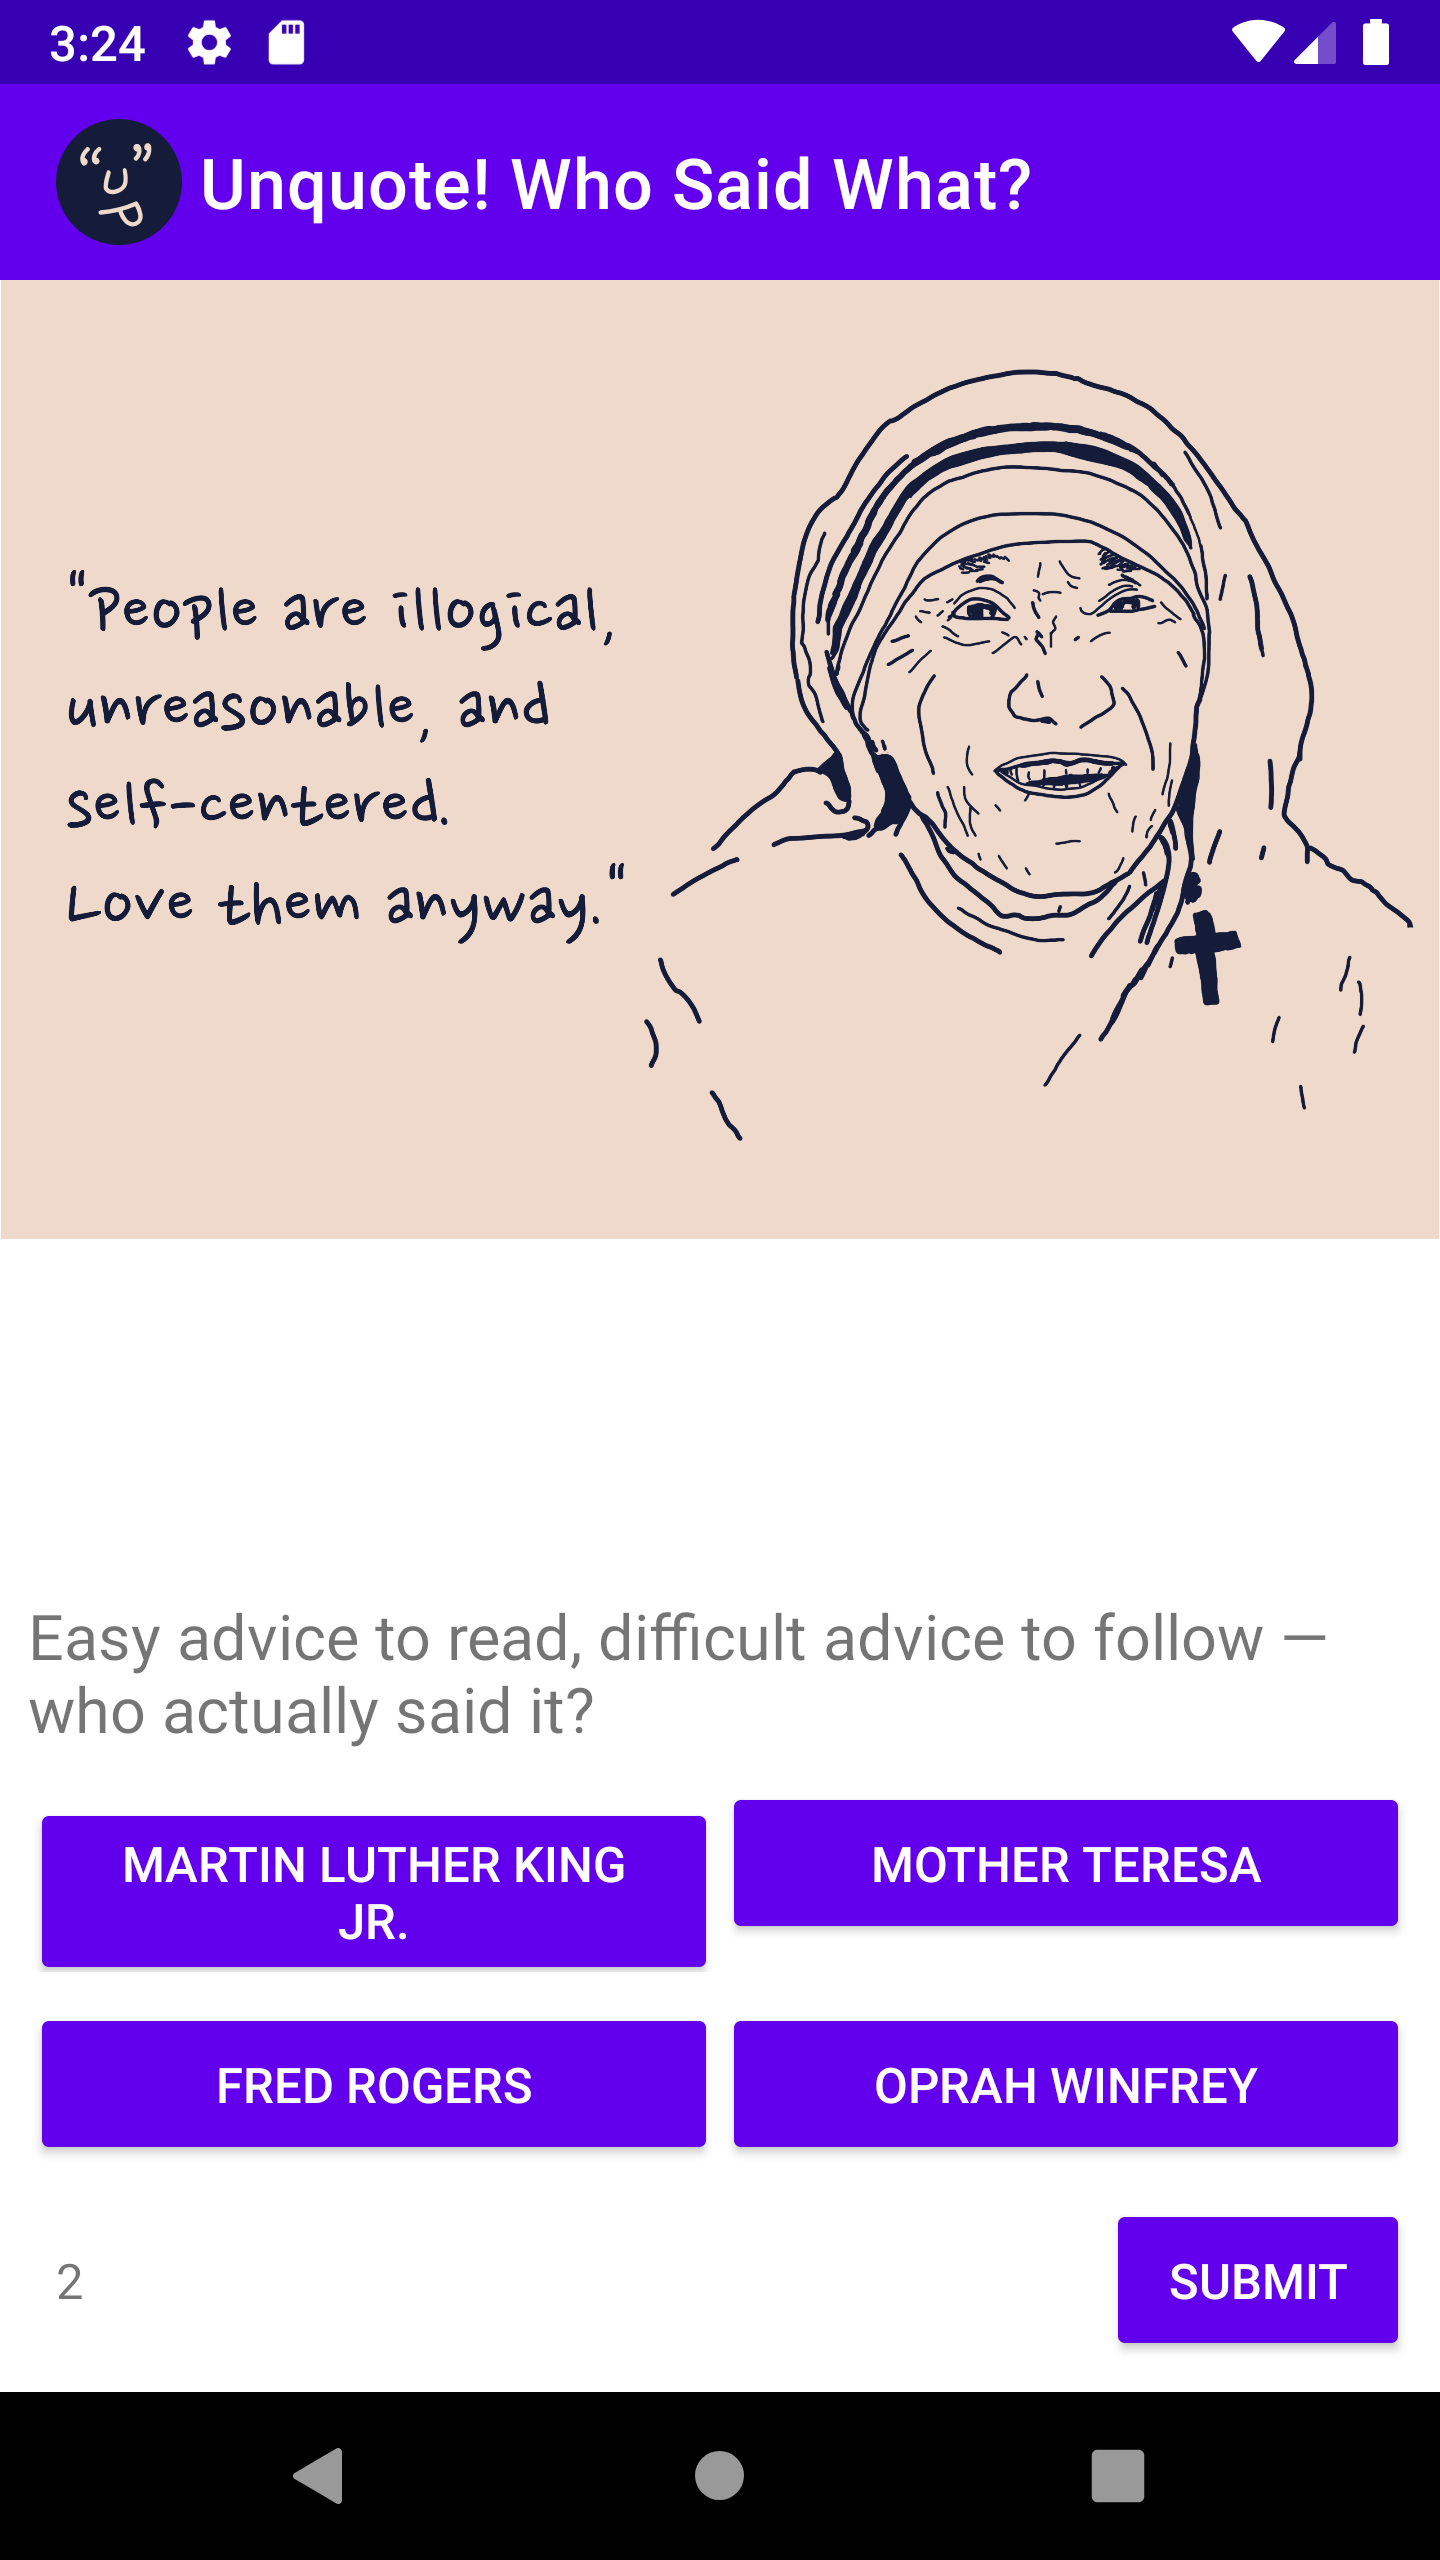 3:24
Unquote! Who Said What?
"People are illogical,
unreasonable, and
self-centered.
Love them anyway."
Easy advice to read, difficult advice to follow —
who actually said it?
MARTIN LUTHER KING
JR.
MOTHER TERESA
FRED ROGERS
OPRAH WINFREY
2
SUBMIT